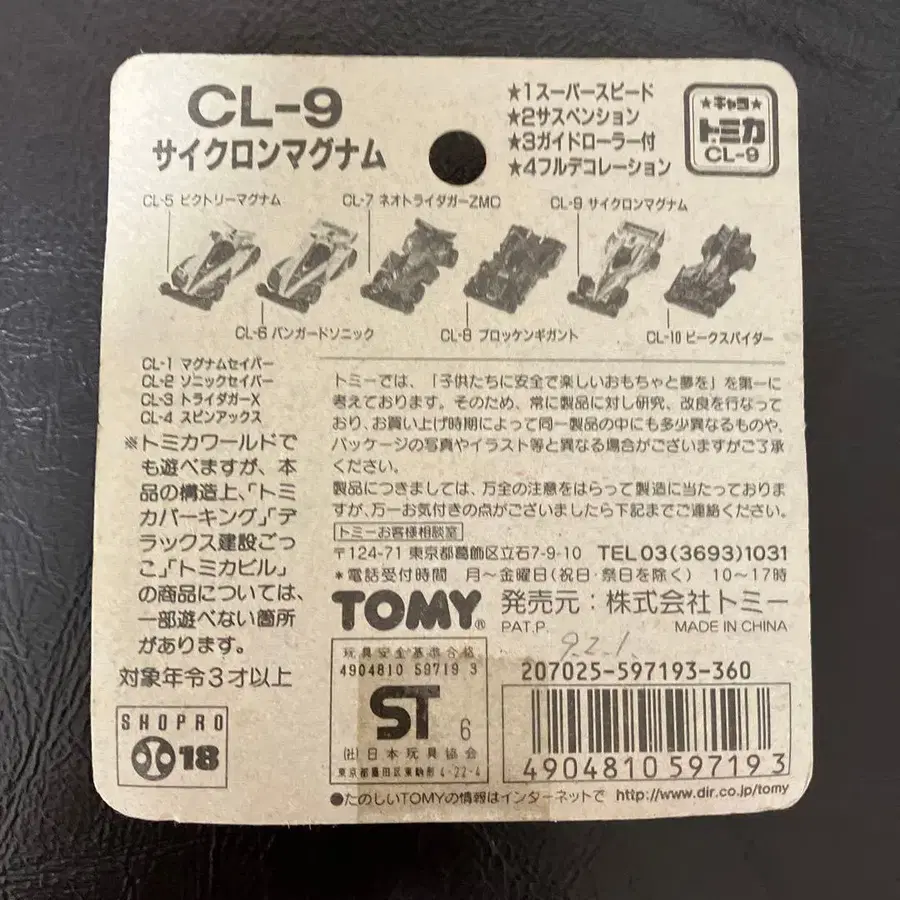 CL-9
サイクロンマグナム
★1スーパースピード
★2サスペンション
★3ガイドローラー付
★4フルデコレーション
★キャラ★
トミカ
CL-9
CL-5 ビクトリーマグナム
CL-7 ネオトライダガーZMC
CL-9 サイクロンマグナム
CL-6 バンガードソニック
CL-8 ブロッケンギガント
CL-10 ビークスパイダー
CL-1 マグナムセイバー
CL-2 ソニックセイバー
CL-3 トライダガーX
CL-4 スピンアックス
※トミカワールドで
も遊べますが、本
品の構造上、「トミ
カパーキング」「デ
ラックス建設ごっ
こ」「トミカビル」
の商品については、
一部遊べない箇所
があります。
対象年令3才以上
トミーでは、「子供たちに安全で楽しいおもちゃと夢を」を第一に
考えております。そのため、常に製品に対し研究、改良を行なって
おり、お買い上げ時期によって同一製品の中にも多少異なるものや、
パッケージの写真やイラスト等と異なる場合がございますがご了承
ください。
製品につきましては、万全の注意をはらって製造に当たっておりま
すが、万一お気付きの点がございましたら下記までご連絡ください。
トミーお客様相談室
〒124-71 東京都葛飾区立石7-9-10 TEL 03(3693)1031
*電話受付時間 月～金曜日(祝日・祭日を除く) 10～17時
TOMY® 発売元：株式会社トミー
PAT.P. MADE IN CHINA
9.2.1.
207025-597193-360
玩具安全基準合格
4904810 59719 3
ST 6
(社)日本玩具協会
東京都墨田区東駒形4-22-4
SHOPRO
18
4904810 597193
●たのしいTOMYの情報はインターネットで http://www.dir.co.jp/tomy